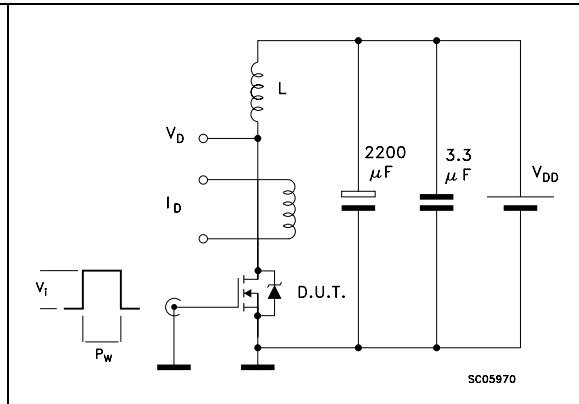 L
V_D
2200
μF
3.3
μF
V_DD
I_D
V_i
D.U.T.
P_W
SC05970